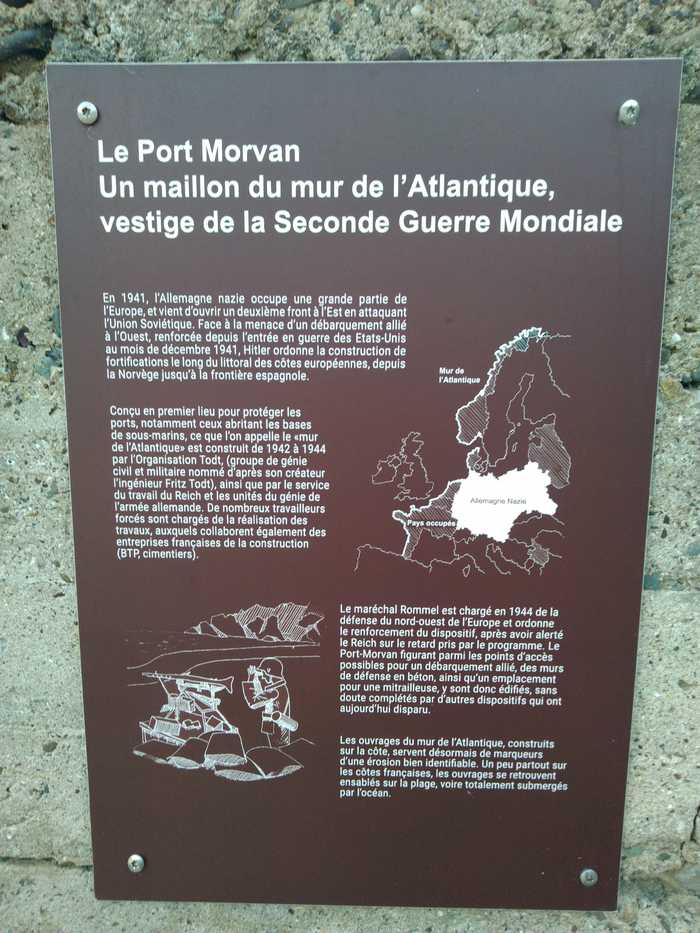 Le Port Morvan
Un maillon du mur de l'Atlantique,
vestige de la Seconde Guerre Mondiale
En 1941, l'Allemagne nazie occupe une grande partie de
l'Europe, et vient d'ouvrir un deuxième front à l'Est en attaquant
l'Union Soviétique. Face à la menace d'un débarquement allié
à l'Ouest, renforcée depuis l'entrée en guerre des Etats-Unis
au mois de décembre 1941, Hitler ordonne la construction de
fortifications le long du littoral des côtes européennes, depuis
la Norvège jusqu'à la frontière espagnole.
Conçu en premier lieu pour protéger les
ports, notamment ceux abritant les bases
de sous-marins, ce que l'on appelle le «mur
de l'Atlantique» est construit de 1942 à 1944
par l'Organisation Todt, (groupe de génie
civil et militaire nommé d'après son créateur
l'ingénieur Fritz Todt), ainsi que par le service
du travail du Reich et les unités du génie de
l'armée allemande. De nombreux travailleurs
forcés sont chargés de la réalisation des
travaux, auxquels collaborent également des
entreprises françaises de la construction
(BTP, cimentiers).
Mur de
l'Atlantique
Allemagne Nazie
Pays occupés
Le maréchal Rommel est chargé en 1944 de la
défense du nord-ouest de l'Europe et ordonne
le renforcement du dispositif, après avoir alerté
le Reich sur le retard pris par le programme. Le
Port-Morvan figurant parmi les points d'accès
possibles pour un débarquement allié, des murs
de défense en béton, ainsi qu'un emplacement
pour une mitrailleuse, y sont donc édifiés, sans
doute complétés par d'autres dispositifs qui ont
aujourd'hui disparu.
Les ouvrages du mur de l'Atlantique, construits
sur la côte, servent désormais de marqueurs
d'une érosion bien identifiable. Un peu partout sur
les côtes françaises, les ouvrages se retrouvent
ensablés sur la plage, voire totalement submergés
par l'océan.